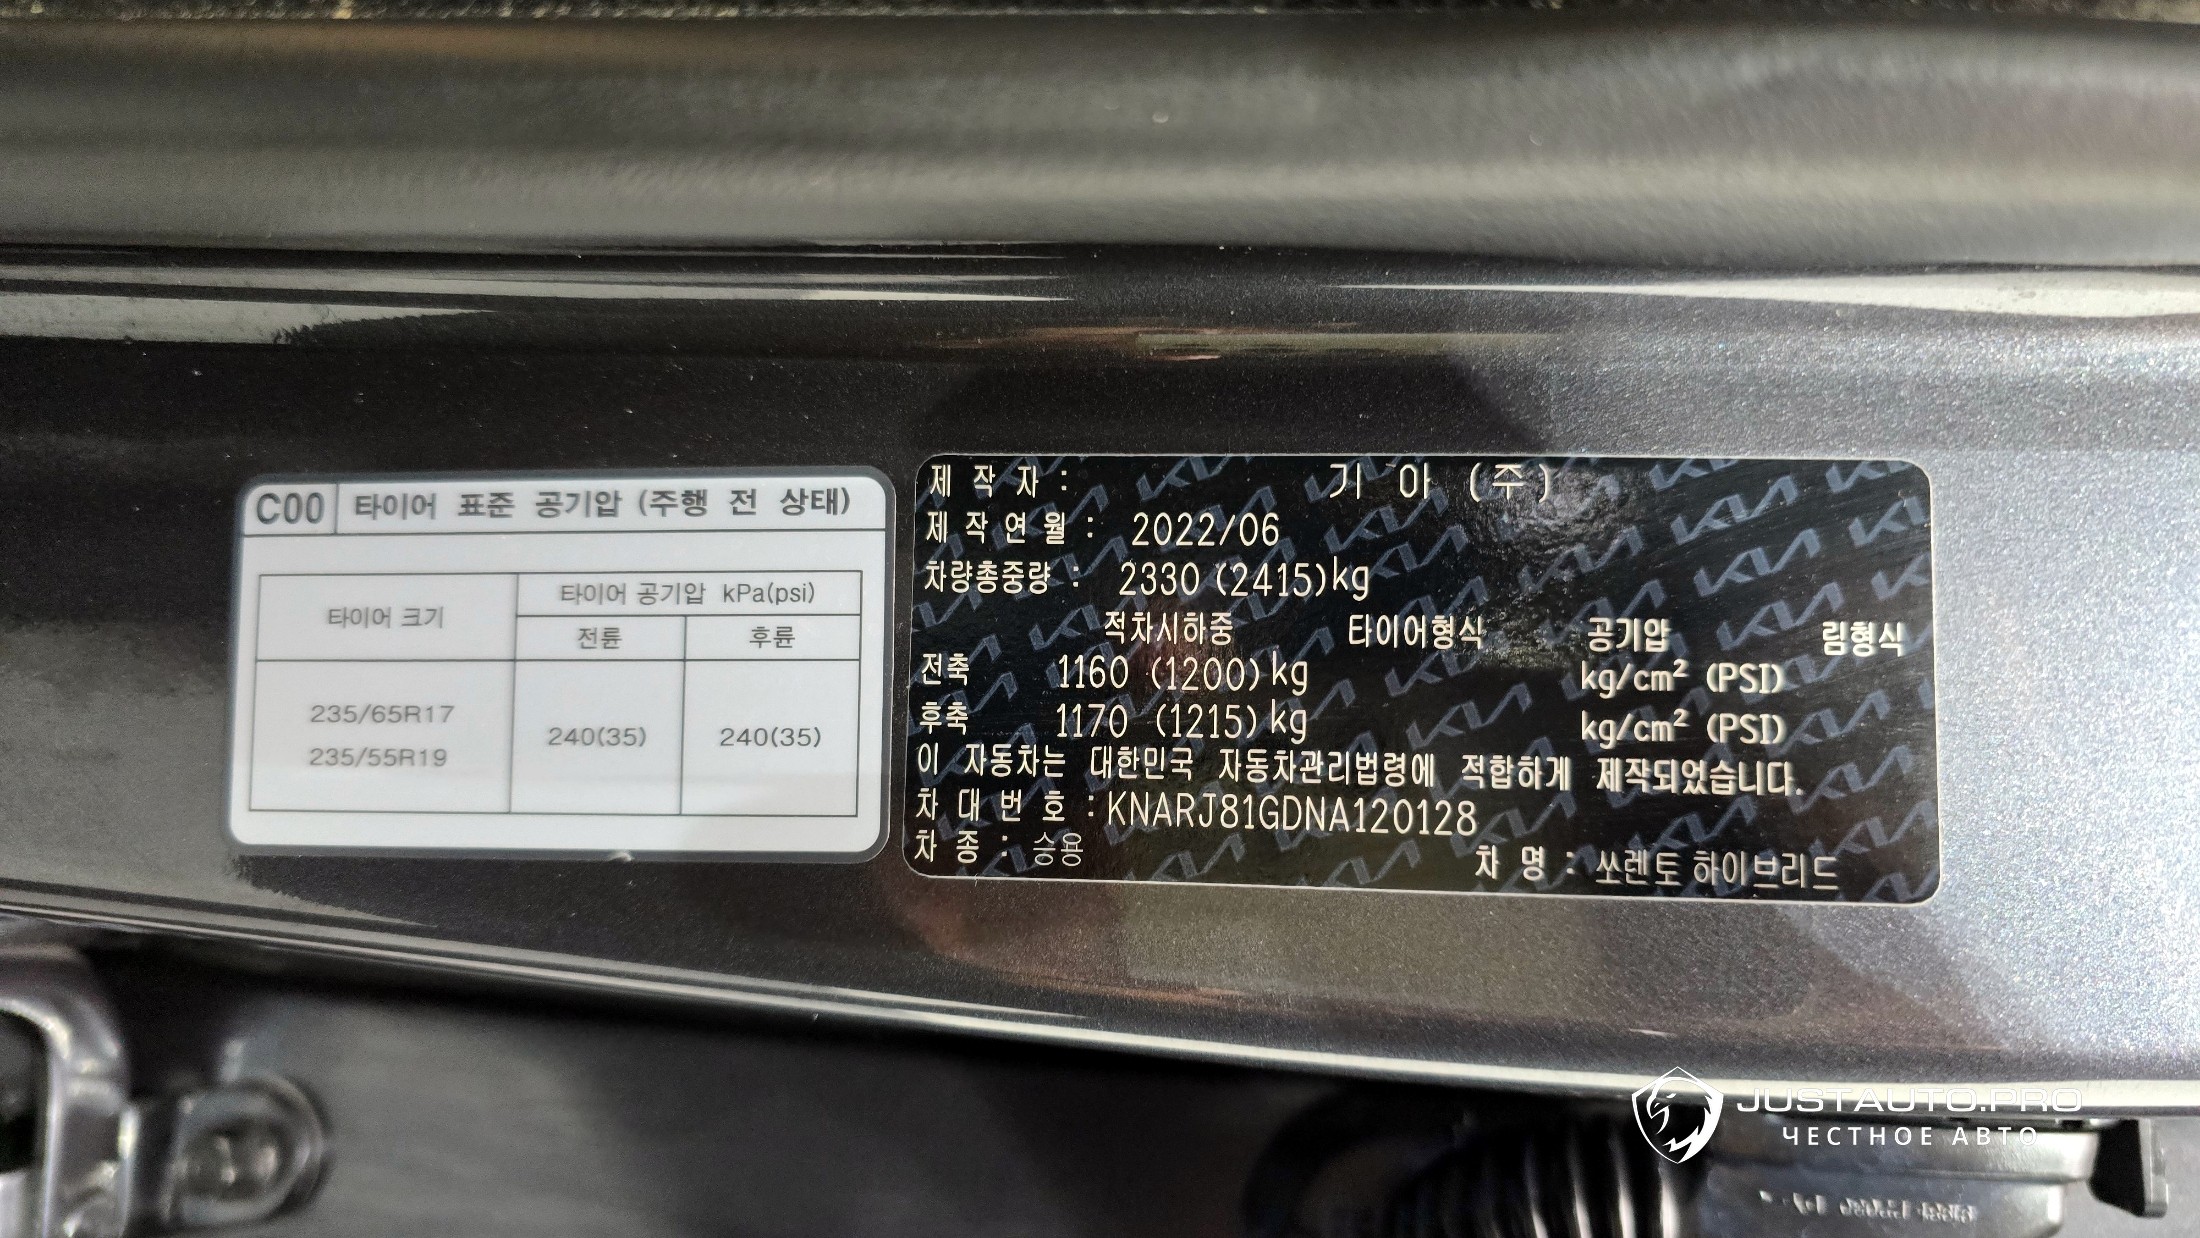 C00 타이어 표준 공기압 (주행 전 상태)
타이어 크기
타이어 공기압 kPa(psi)
전륜 후륜
235/65R17
235/55R19
240(35) 240(35)
제 작 자 : 기 아 (주)
제 작 연 월 : 2022/06
차량총중량 : 2330 (2415)kg
적차시하중 타이어형식 공기압 림형식
전축 1160 (1200)kg kg/cm² (PSI)
후축 1170 (1215)kg kg/cm² (PSI)
이 자동차는 대한민국 자동차관리법령에 적합하게 제작되었습니다.
차 대 번 호 : KNARJ81GDNA120128
차 종 : 승용 차 명 : 쏘렌토 하이브리드
JUSTAUTO.PRO
ЧЕСТНОЕ АВТО